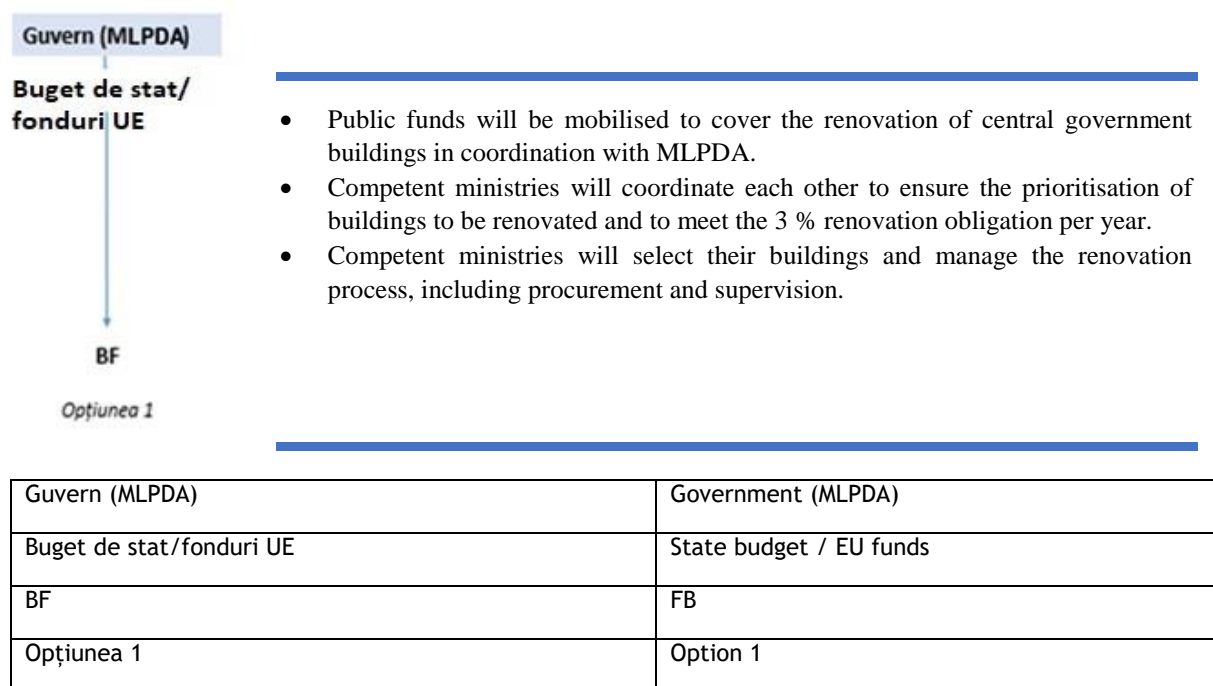 Guvern (MLPDA)
Buget de stat/
fonduri UE
BF
Opțiunea 1
• Public funds will be mobilised to cover the renovation of central government
buildings in coordination with MLPDA.
• Competent ministries will coordinate each other to ensure the prioritisation of
buildings to be renovated and to meet the 3 % renovation obligation per year.
• Competent ministries will select their buildings and manage the renovation
process, including procurement and supervision.
Guvern (MLPDA) Government (MLPDA)
Buget de stat/fonduri UE State budget / EU funds
BF FB
Opțiunea 1 Option 1